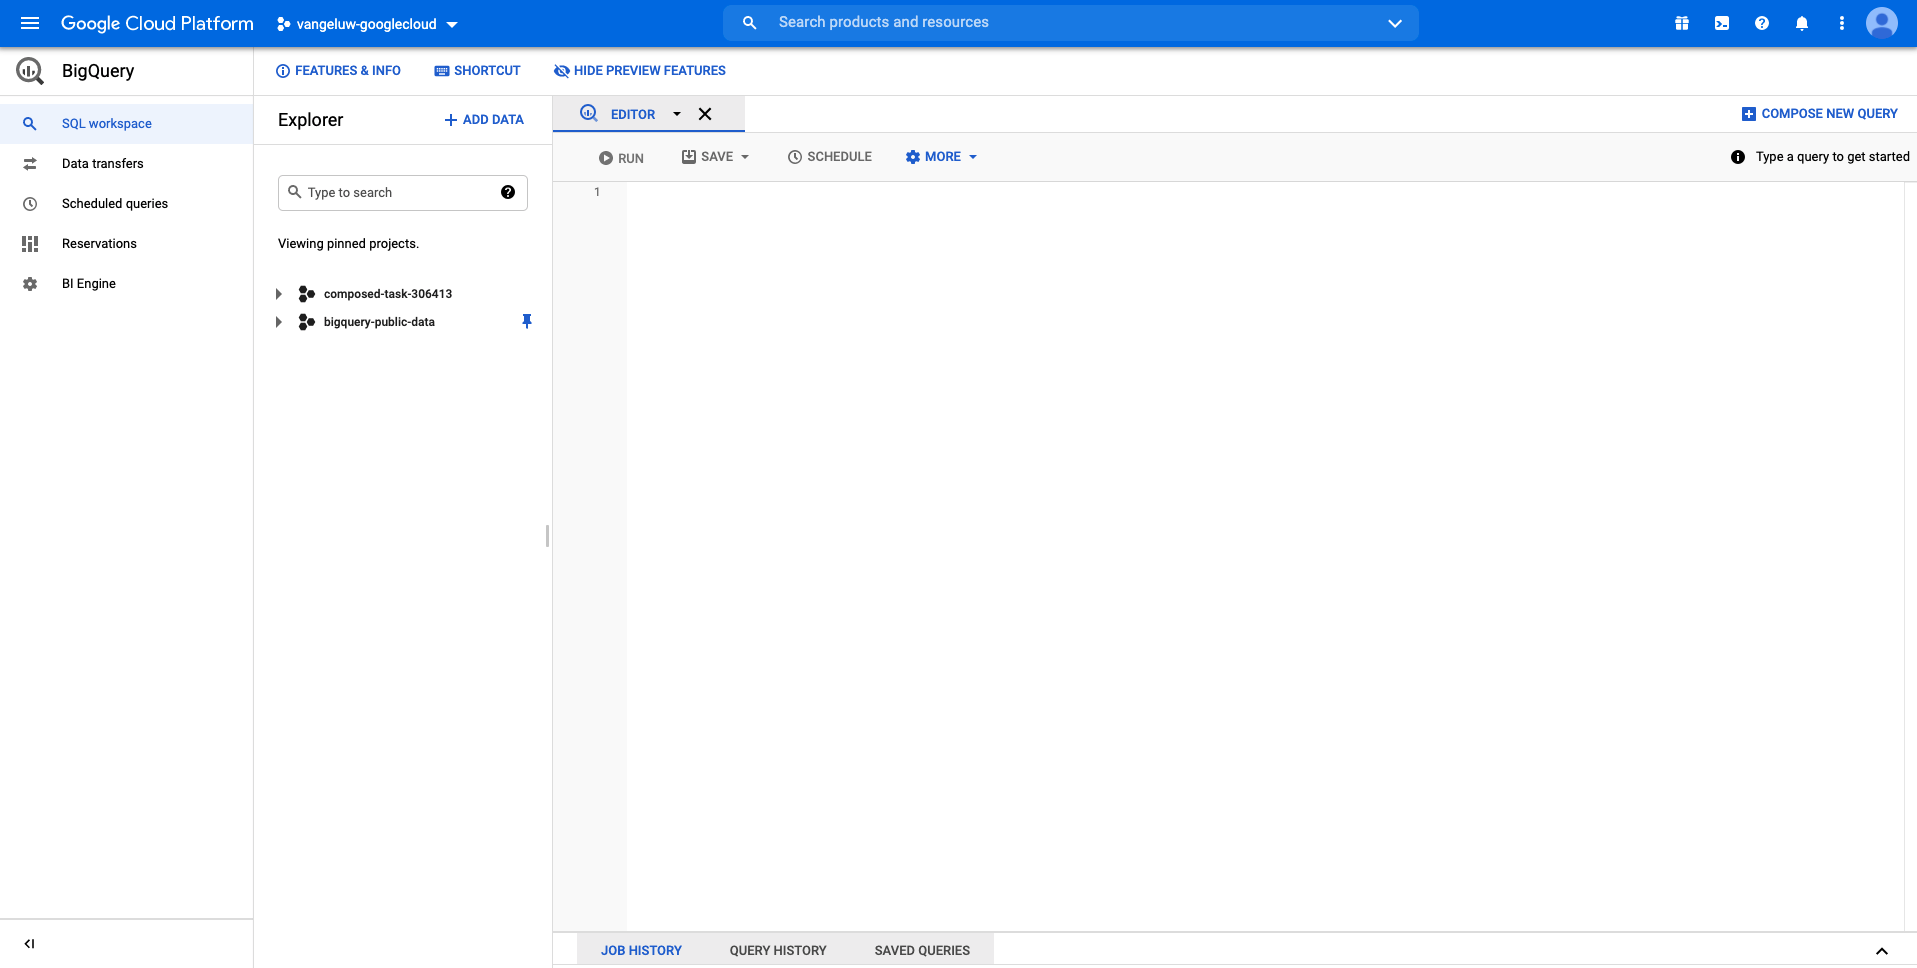 Google Cloud Platform
vangeluw-googlecloud
Search products and resources
BigQuery
FEATURES & INFO
SHORTCUT
HIDE PREVIEW FEATURES
SQL workspace
Data transfers
Scheduled queries
Reservations
BI Engine
Explorer
ADD DATA
Type to search
Viewing pinned projects.
composed-task-306413
bigquery-public-data
EDITOR
COMPOSE NEW QUERY
RUN
SAVE
SCHEDULE
MORE
Type a query to get started
1
JOB HISTORY
QUERY HISTORY
SAVED QUERIES